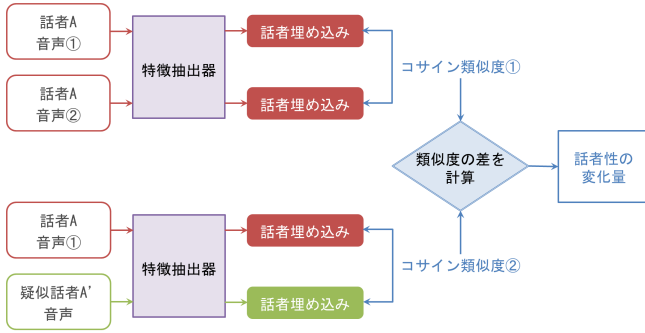 話者A
音声①
特徴抽出器
話者埋め込み
話者A
音声②
話者埋め込み
コサイン類似度①
類似度の差を
計算
話者性の
変化量
話者A
音声①
特徴抽出器
話者埋め込み
疑似話者A'
音声
話者埋め込み
コサイン類似度②